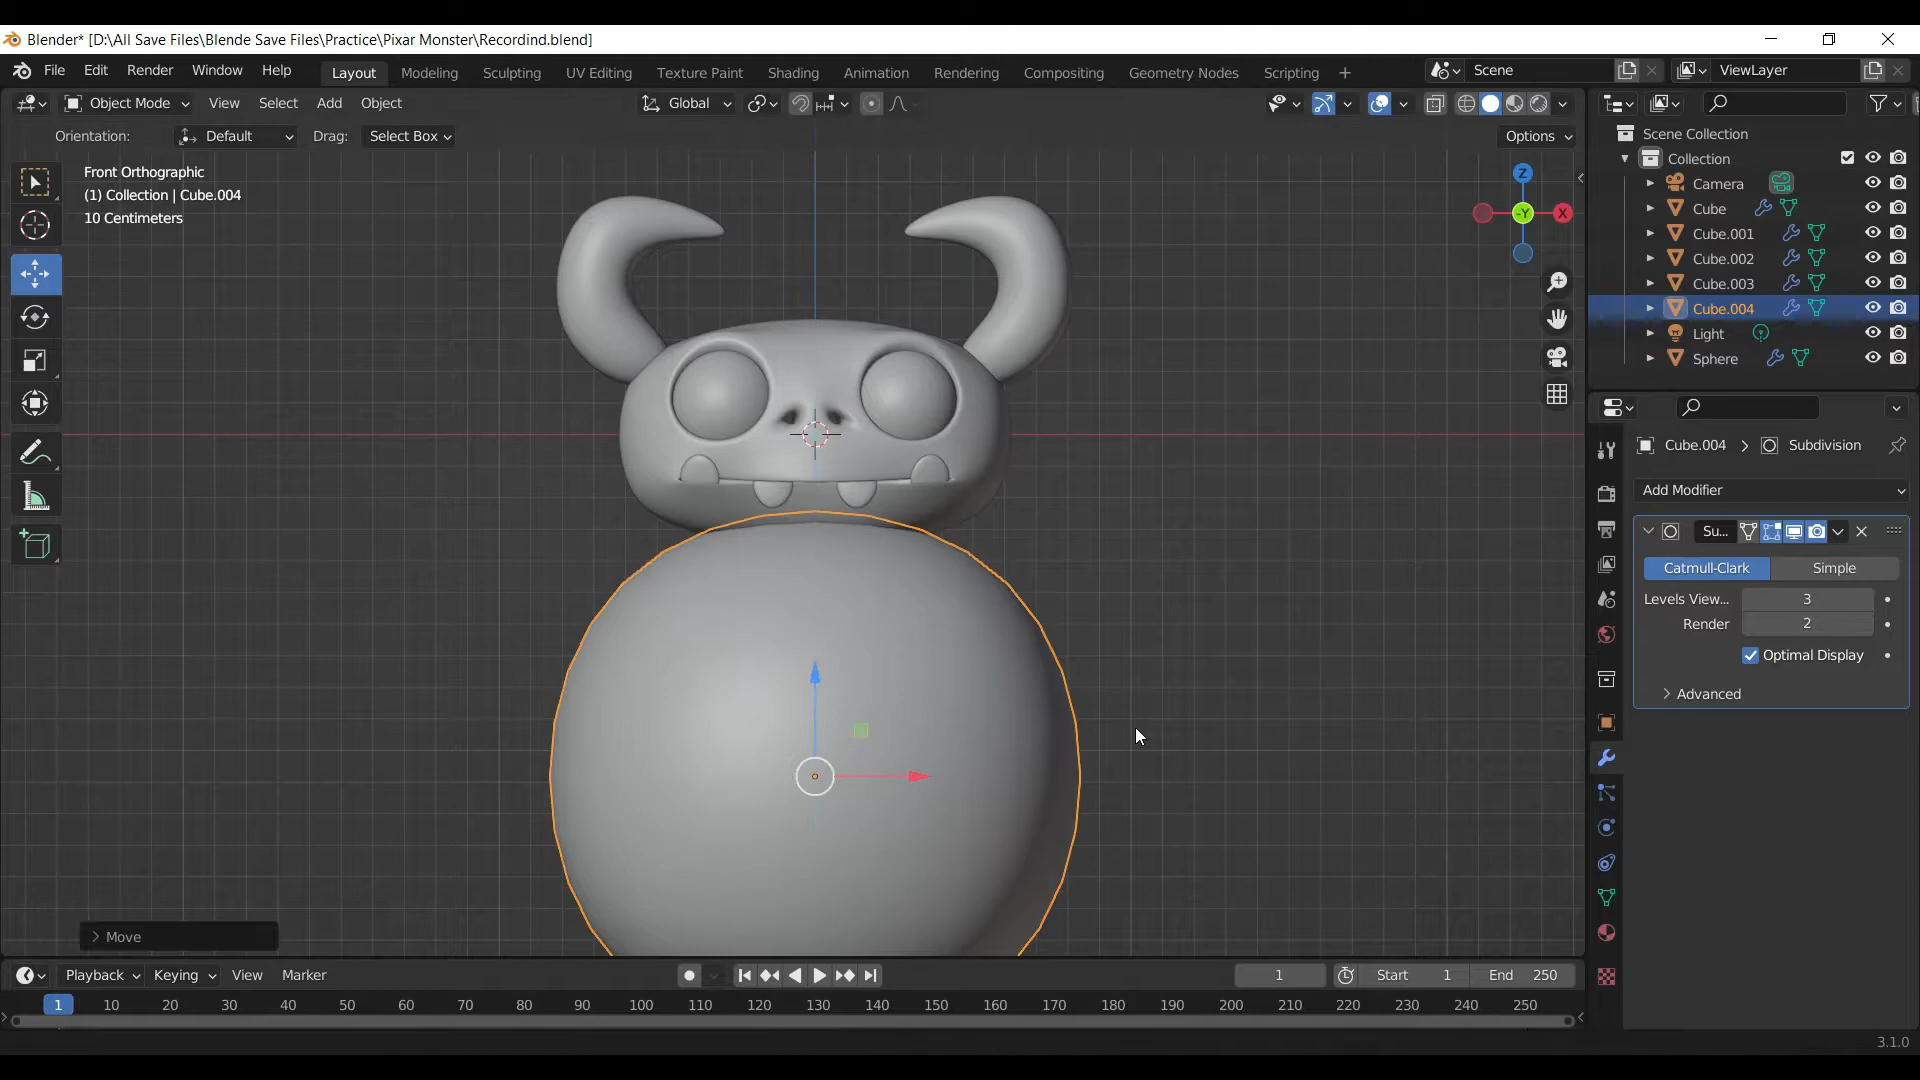 Blender* [D:\All Save Files\Blende Save Files\Practice\Pixar Monster\Recordind.blend]
File Edit Render Window Help Layout Modeling Sculpting UV Editing Texture Paint Shading Animation Rendering Compositing Geometry Nodes Scripting + Scene ViewLayer
Object Mode View Select Add Object Global
Orientation: Default Drag: Select Box Options
Front Orthographic
(1) Collection | Cube.004
10 Centimeters
Z
-Y X
Scene Collection
Collection
Camera
Cube
Cube.001
Cube.002
Cube.003
Cube.004
Light
Sphere
Cube.004 > Subdivision
Add Modifier
Su...
Catmull-Clark Simple
Levels View... 3
Render 2
Optimal Display
Advanced
Move
Playback Keying View Marker 1 Start 1 End 250
1 10 20 30 40 50 60 70 80 90 100 110 120 130 140 150 160 170 180 190 200 210 220 230 240 250
3.1.0